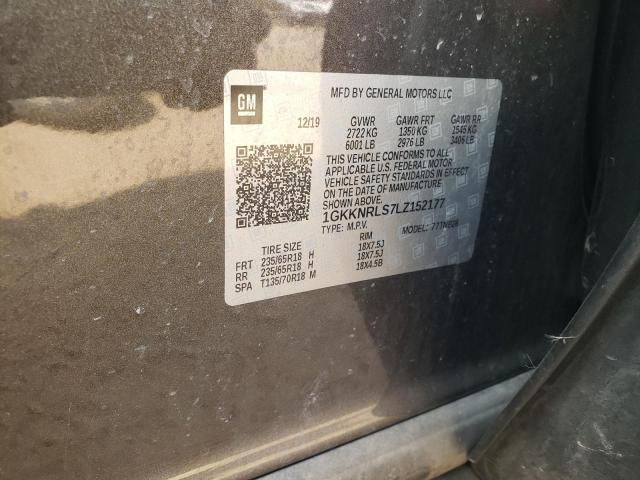 GM
MFD BY GENERAL MOTORS LLC
12/19 GVWR GAWR FRT GAWR RR
2722 KG 1350 KG 1545 KG
6001 LB 2976 LB 3406 LB
THIS VEHICLE CONFORMS TO ALL
APPLICABLE U.S. FEDERAL MOTOR
VEHICLE SAFETY STANDARDS IN EFFECT
ON THE DATE OF MANUFACTURE
SHOWN ABOVE.
1GKKNRLS7LZ152177
TYPE: M.P.V. MODEL:
TIRE SIZE RIM
FRT 235/65R18 H 18X7.5J
RR 235/65R18 H 18X7.5J
SPA T135/70R18 M 18X4.5B